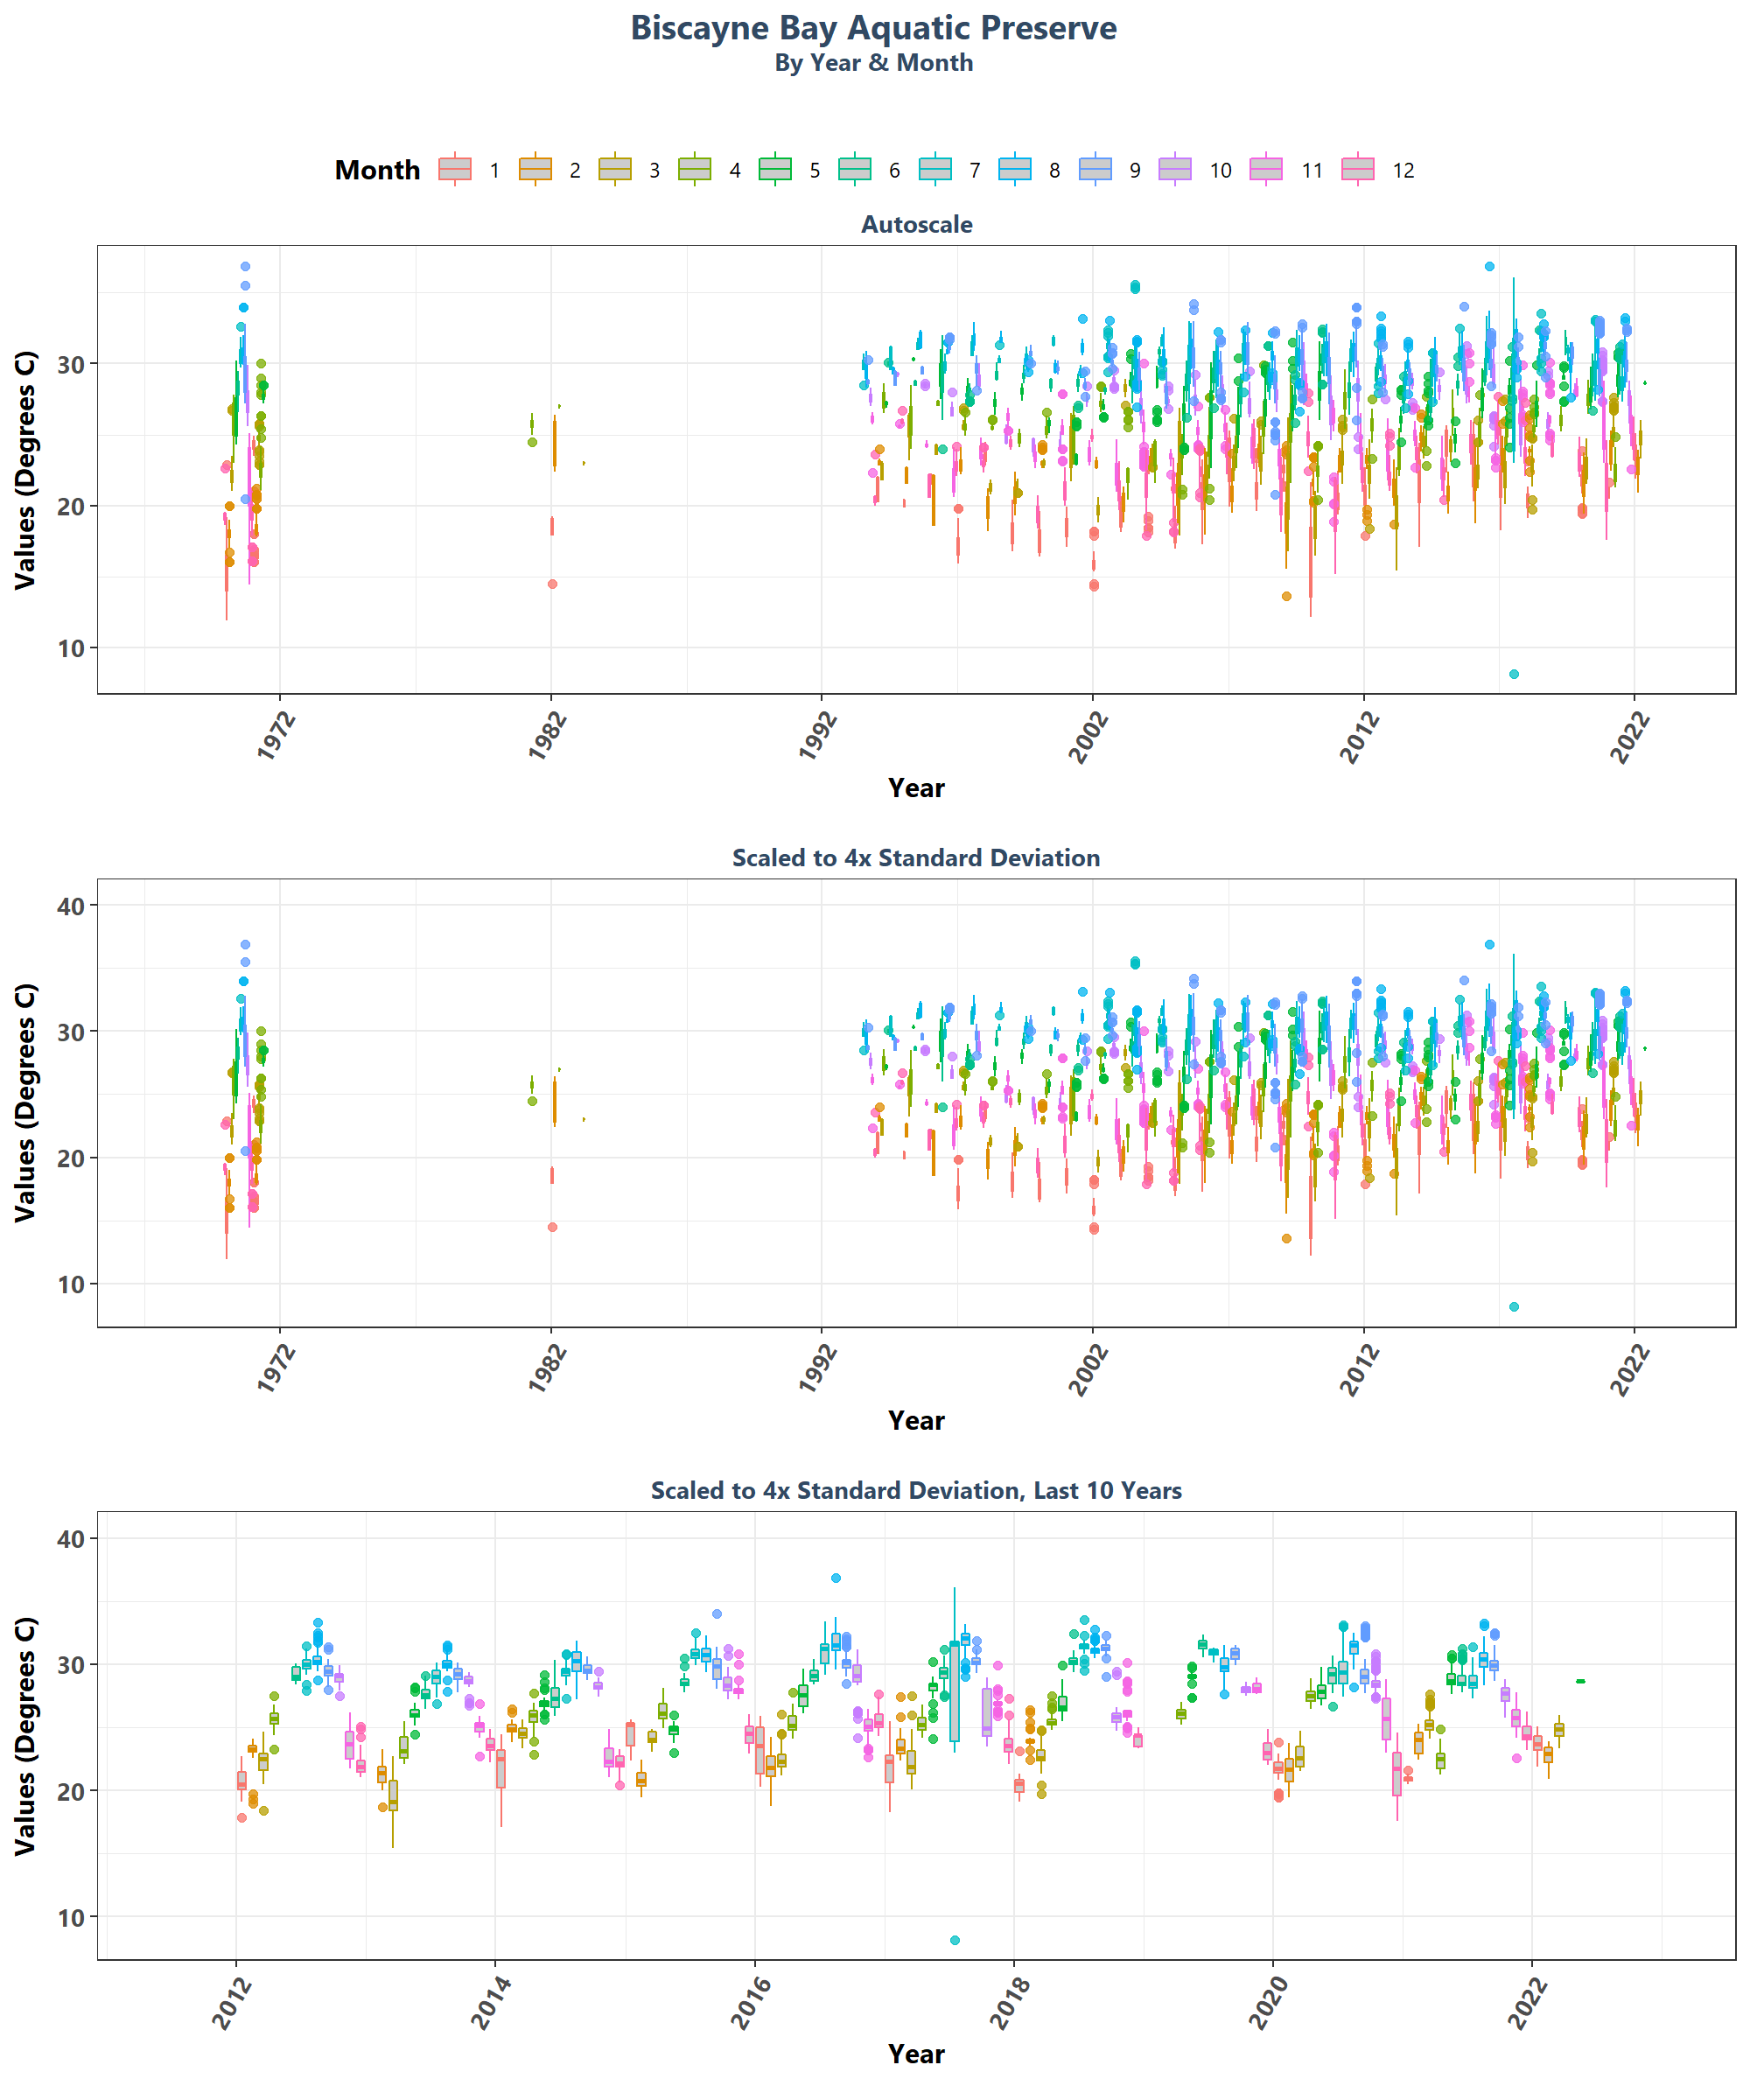 Biscayne Bay Aquatic Preserve
By Year & Month
Month 1 2 3 4 5 6 7 8 9 10 11 12
Autoscale
Values (Degrees C)
30
20
10
1972 1982 1992 2002 2012 2022
Year
Scaled to 4x Standard Deviation
Values (Degrees C)
40
30
20
10
1972 1982 1992 2002 2012 2022
Year
Scaled to 4x Standard Deviation, Last 10 Years
Values (Degrees C)
40
30
20
10
2012 2014 2016 2018 2020 2022
Year